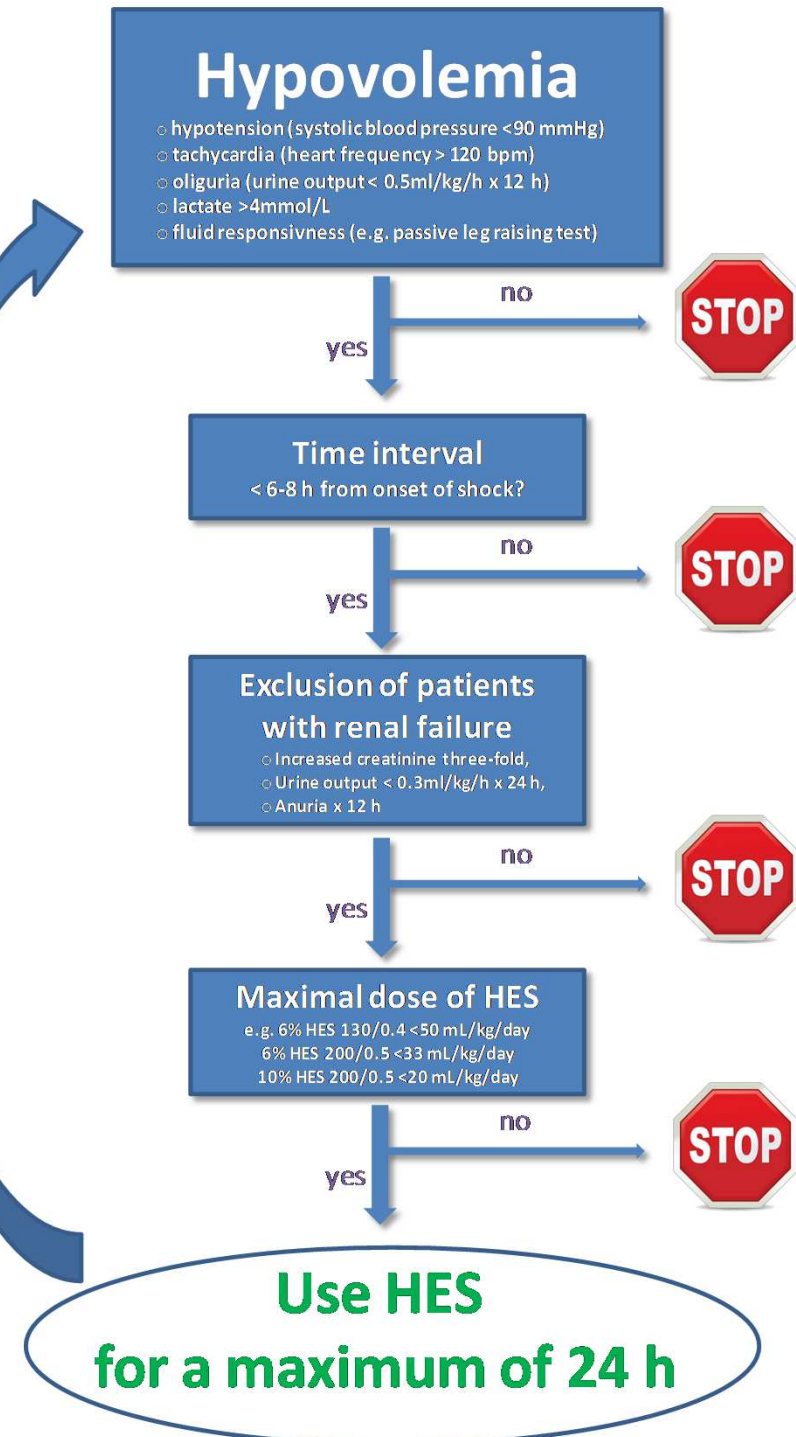 Hypovolemia
○ hypotension (systolic blood pressure <90 mmHg)
○ tachycardia (heart frequency > 120 bpm)
○ oliguria (urine output < 0.5ml/kg/h x 12 h)
○ lactate >4mmol/L
○ fluid responsivness (e.g. passive leg raising test)
no
STOP
yes
Time interval
< 6-8 h from onset of shock?
no
STOP
yes
Exclusion of patients
with renal failure
○ Increased creatinine three-fold,
○ Urine output < 0.3ml/kg/h x 24 h,
○ Anuria x 12 h
no
STOP
yes
Maximal dose of HES
e.g. 6% HES 130/0.4 <50 mL/kg/day
6% HES 200/0.5 <33 mL/kg/day
10% HES 200/0.5 <20 mL/kg/day
no
STOP
yes
Use HES
for a maximum of 24 h